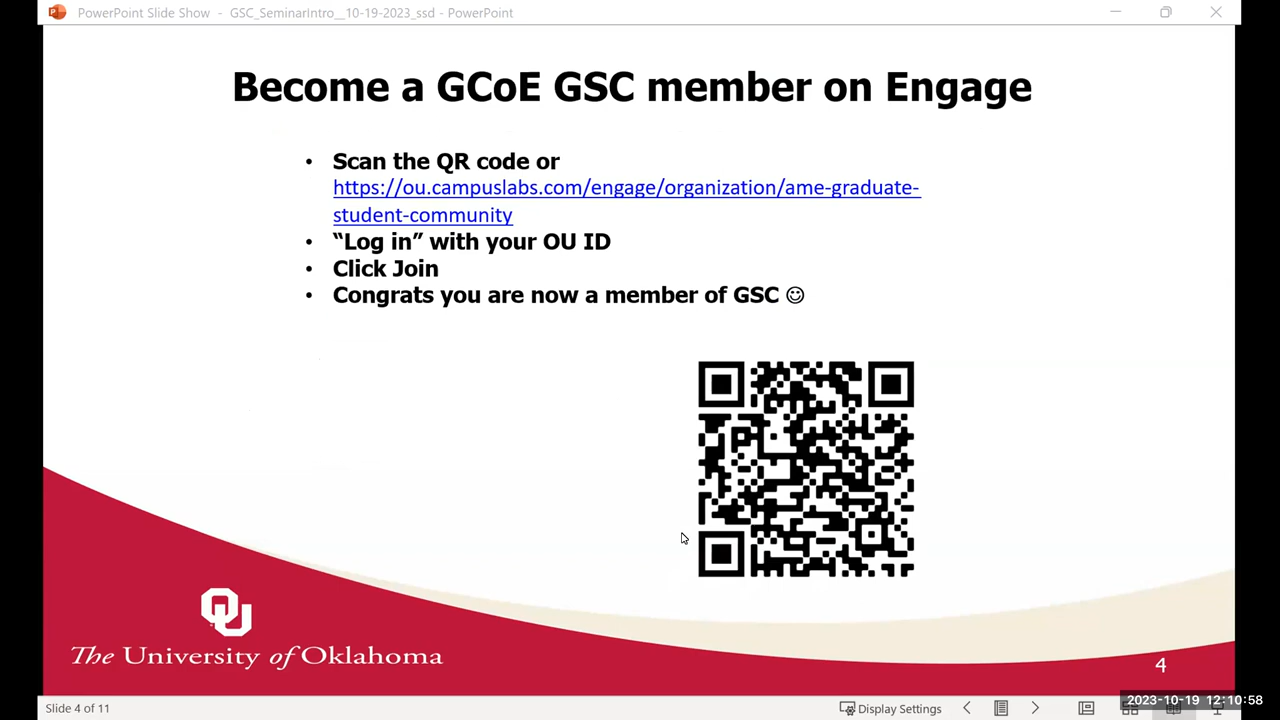 PowerPoint Slide Show - GSC_SeminarIntro__10-19-2023_ssd - PowerPoint
Become a GCoE GSC member on Engage
• Scan the QR code or
https://ou.campuslabs.com/engage/organization/ame-graduate-
student-community
• “Log in” with your OU ID
• Click Join
• Congrats you are now a member of GSC ☺
OU
The University of Oklahoma
4
2023-10-19 12:10:58
Slide 4 of 11
Display Settings